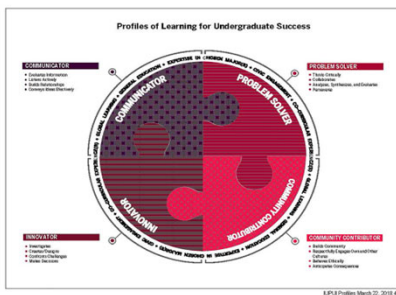 Profiles of Learning for Undergraduate Success
COMMUNICATOR
Evaluates Information
Listens Actively
Builds Relationships
Conveys Ideas Effectively
PROBLEM SOLVER
Thinks Critically
Collaborates
Analyzes, Synthesizes, and Evaluates
Perseveres
COMMUNICATOR
PROBLEM SOLVER
INNOVATOR
COMMUNITY CONTRIBUTOR
INNOVATOR
Investigates
Creates/Designs
Confronts Challenges
Makes Decisions
COMMUNITY CONTRIBUTOR
Builds Community
Respectfully Engages Own and Other
Cultures
Behaves Ethically
Anticipates Consequences
IUPUI Profiles March 22, 2018